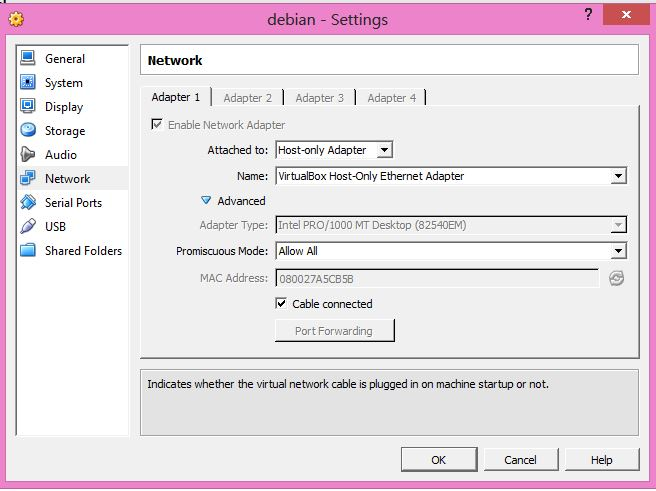 debian - Settings
?
x
General
System
Display
Storage
Audio
Network
Serial Ports
USB
Shared Folders
Network
Adapter 1 Adapter 2 Adapter 3 Adapter 4
Enable Network Adapter
Attached to: Host-only Adapter
Name: VirtualBox Host-Only Ethernet Adapter
Advanced
Adapter Type: Intel PRO/1000 MT Desktop (82540EM)
Promiscuous Mode: Allow All
MAC Address: 080027A5CB5B
Cable connected
Port Forwarding
Indicates whether the virtual network cable is plugged in on machine startup or not.
OK Cancel Help